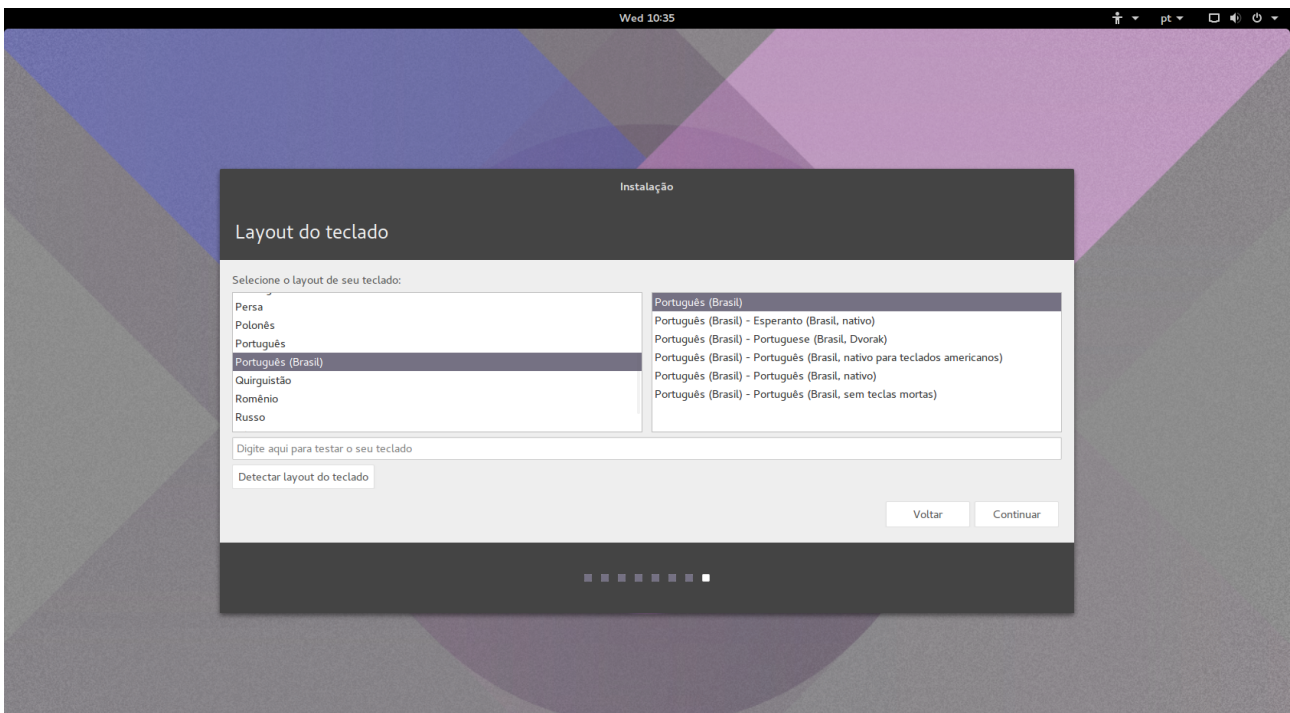 Wed 10:35
pt
Instalação
Layout do teclado
Selecione o layout de seu teclado:
Persa
Polonês
Português
Português (Brasil)
Quirguistão
Romênio
Russo
Português (Brasil)
Português (Brasil) - Esperanto (Brasil, nativo)
Português (Brasil) - Portuguese (Brasil, Dvorak)
Português (Brasil) - Português (Brasil, nativo para teclados americanos)
Português (Brasil) - Português (Brasil, nativo)
Português (Brasil) - Português (Brasil, sem teclas mortas)
Digite aqui para testar o seu teclado
Detectar layout do teclado
Voltar
Continuar